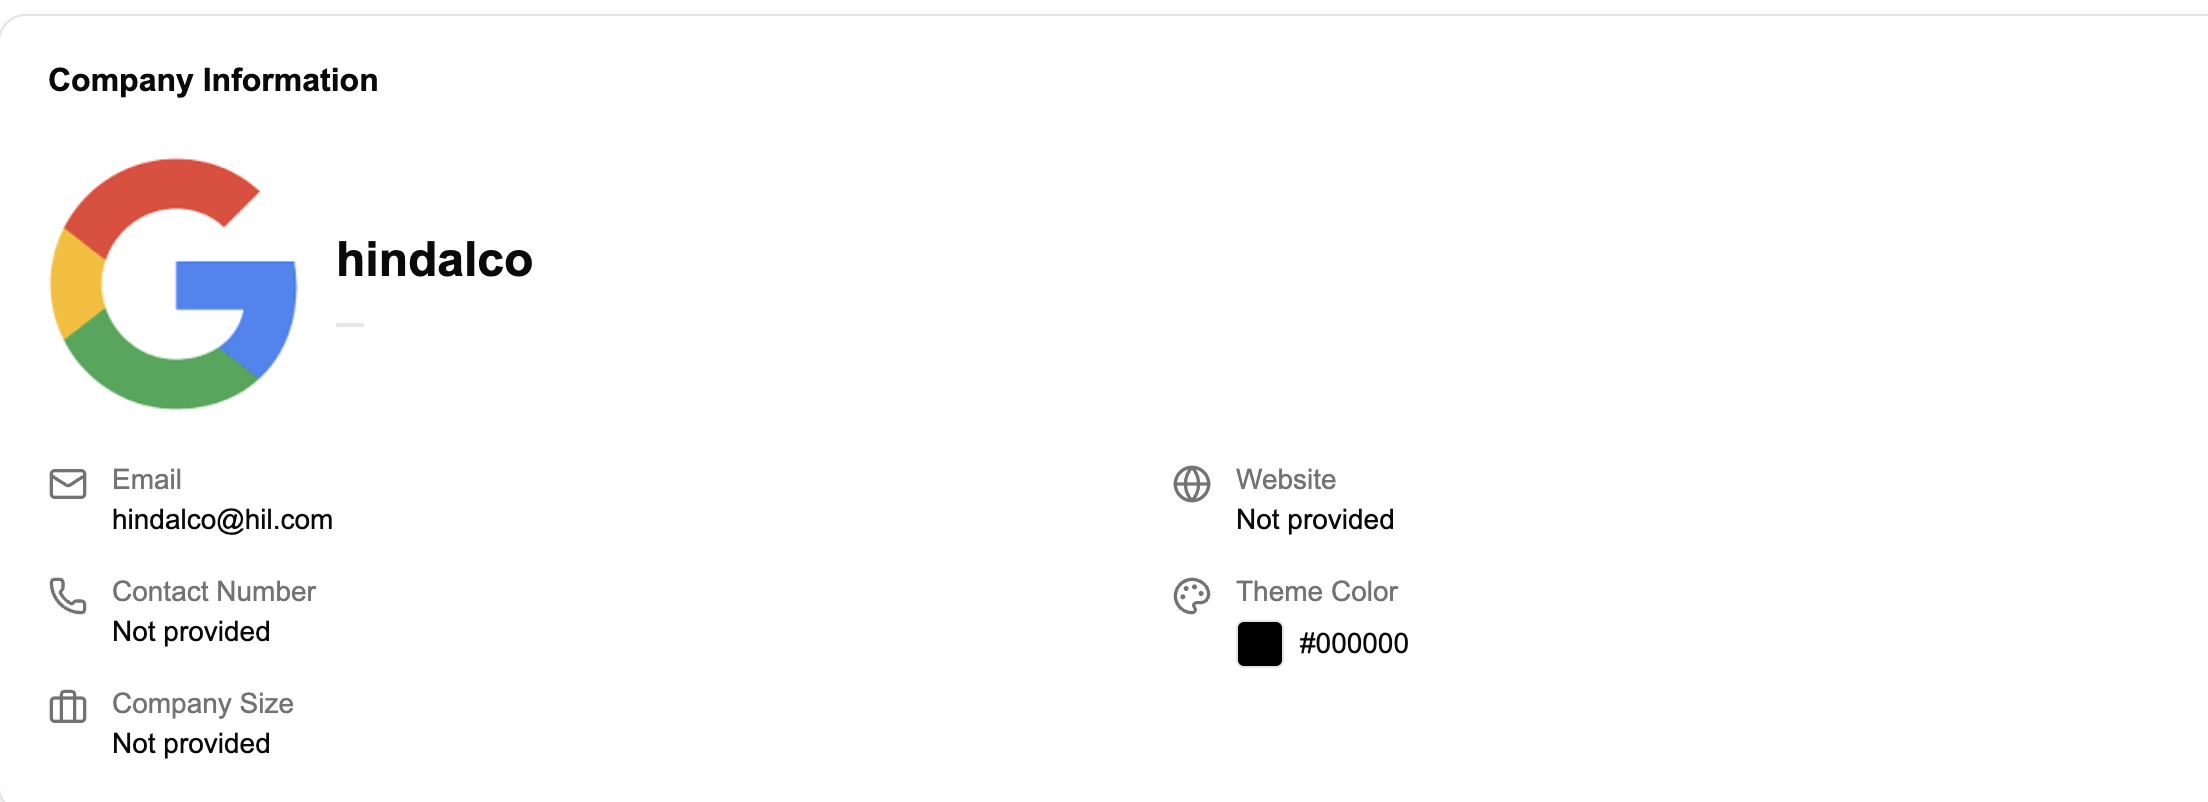 Company Information
hindalco
Email
hindalco@hil.com
Website
Not provided
Contact Number
Not provided
Theme Color
#000000
Company Size
Not provided